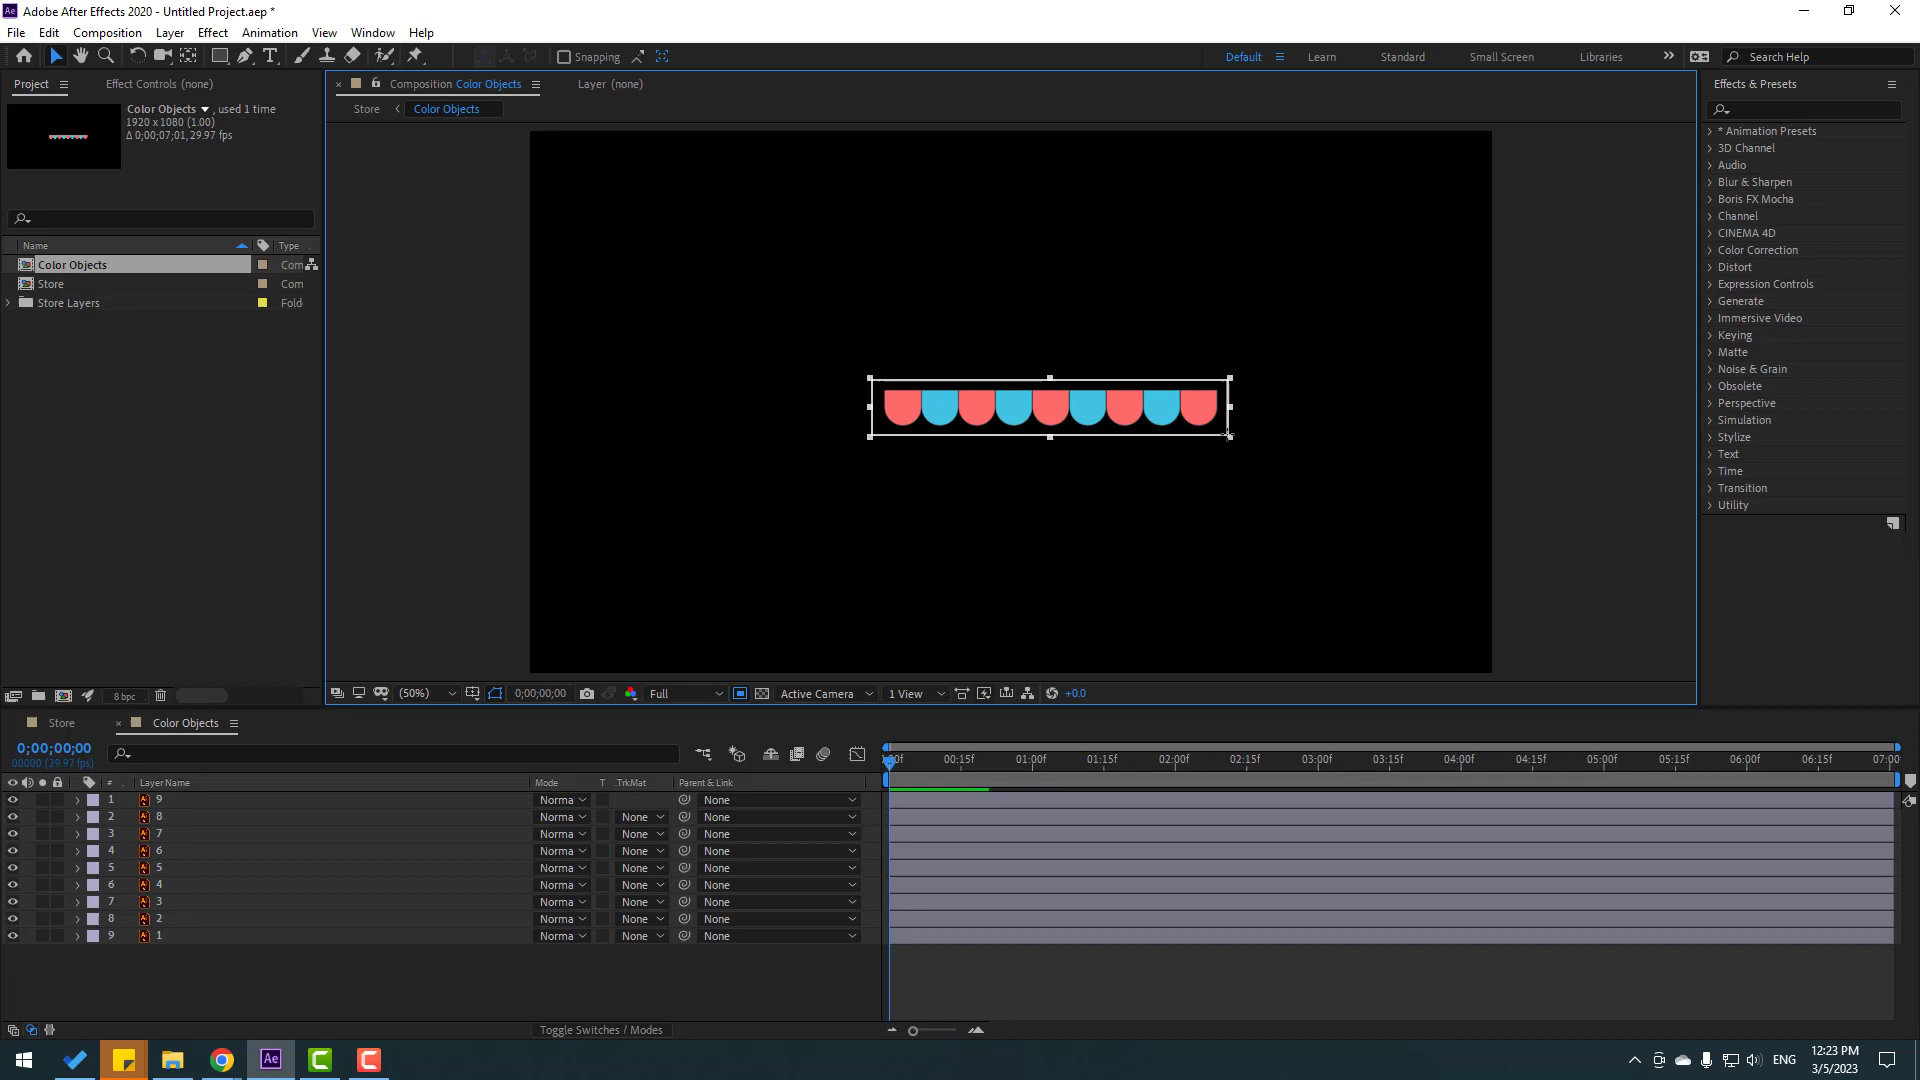 Adobe After Effects 2020 - Untitled Project.aep *
File Edit Composition Layer Effect Animation View Window Help
Snapping
Default Learn Standard Small Screen Libraries Search Help
Project Effect Controls (none)
Color Objects , used 1 time
1920 x 1080 (1.00)
Δ 0;00;07;01, 29.97 fps
Name Type
Color Objects Com
Store Com
Store Layers Fold
8 bpc
Composition Color Objects Layer (none)
Store Color Objects
(50%) 0;00;00;00 Full Active Camera 1 View +0.0
Effects & Presets
* Animation Presets
3D Channel
Audio
Blur & Sharpen
Boris FX Mocha
Channel
CINEMA 4D
Color Correction
Distort
Expression Controls
Generate
Immersive Video
Keying
Matte
Noise & Grain
Obsolete
Perspective
Simulation
Stylize
Text
Time
Transition
Utility
Store Color Objects
0;00;00;00
00000 (29.97 fps)
00f 00:15f 01:00f 01:15f 02:00f 02:15f 03:00f 03:15f 04:00f 04:15f 05:00f 05:15f 06:00f 06:15f 07:00
# Layer Name Mode T .TrkMat Parent & Link
1 Ai 9 Norma None
2 Ai 8 Norma None None
3 Ai 7 Norma None None
4 Ai 6 Norma None None
5 Ai 5 Norma None None
6 Ai 4 Norma None None
7 Ai 3 Norma None None
8 Ai 2 Norma None None
9 Ai 1 Norma None None
Toggle Switches / Modes
Ae C C ENG 12:23 PM
3/5/2023